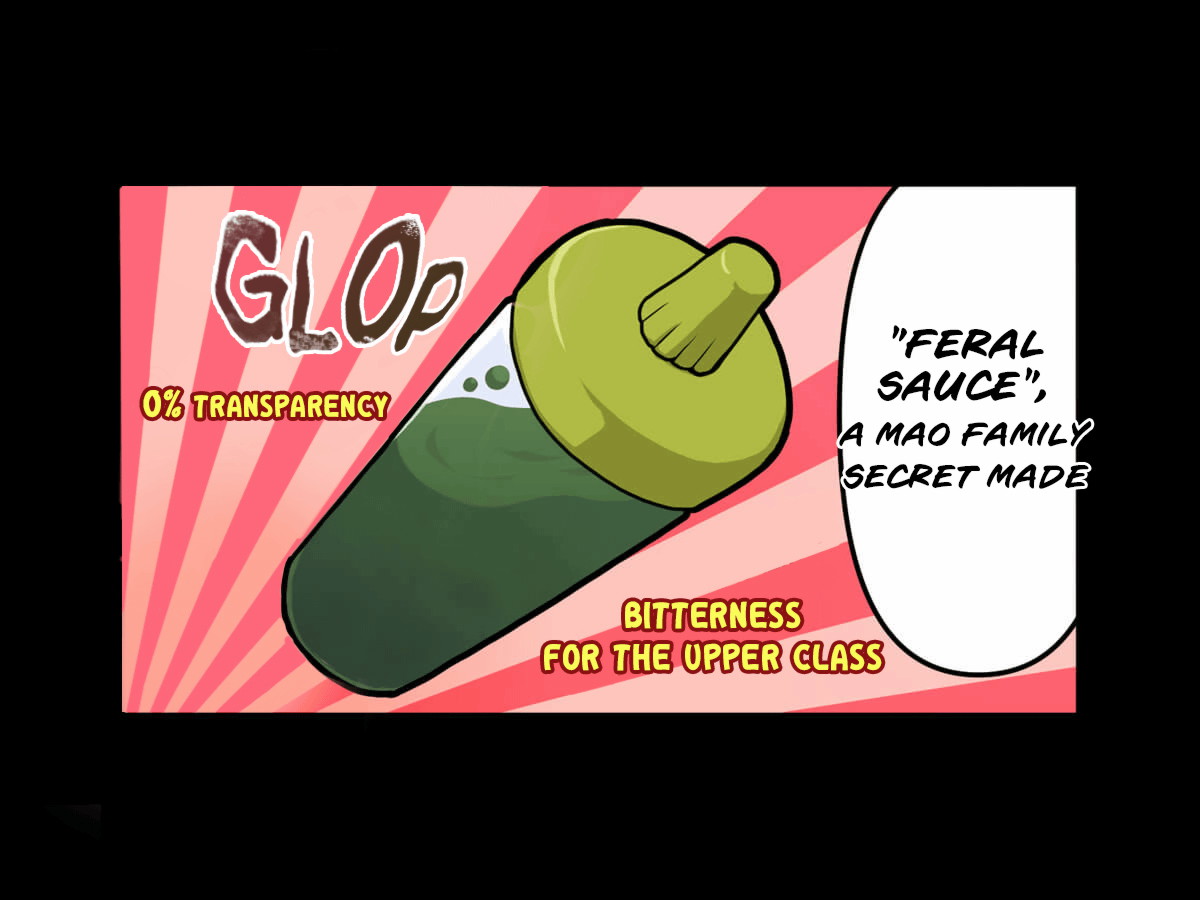 GLOP
0% TRANSPARENCY
"FERAL
SAUCE",
A MAO FAMILY
SECRET MADE
BITTERNESS
FOR THE UPPER CLASS